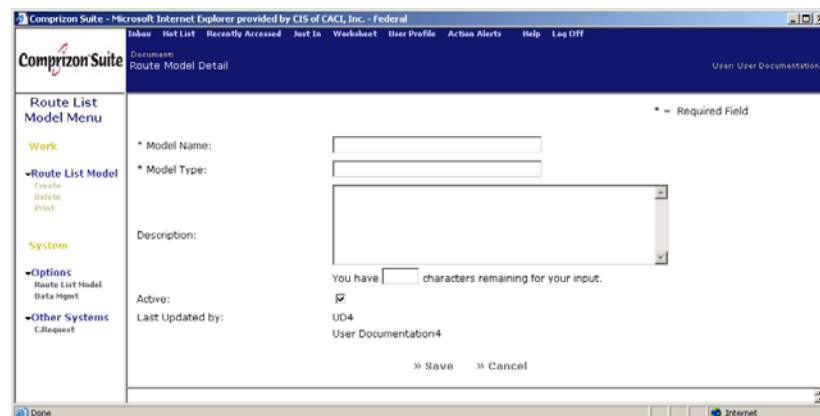 Comprizon Suite - Microsoft Internet Explorer provided by CIS of CACI, Inc. - Federal
Inbox Hot List Recently Accessed Just In Worksheet User Profile Action Alerts Help Log Off
Comprizon Suite
Document:
Route Model Detail
User: User Documentation
Route List
Model Menu
* = Required Field
Work
* Model Name:
Route List Model
* Model Type:
Create
Delete
Print
Description:
System
You have characters remaining for your input.
Options
Route List Model
Data Mgmt
Active:
Other Systems
C.Request
Last Updated by: UD4
User Documentation4
» Save » Cancel
Done Internet